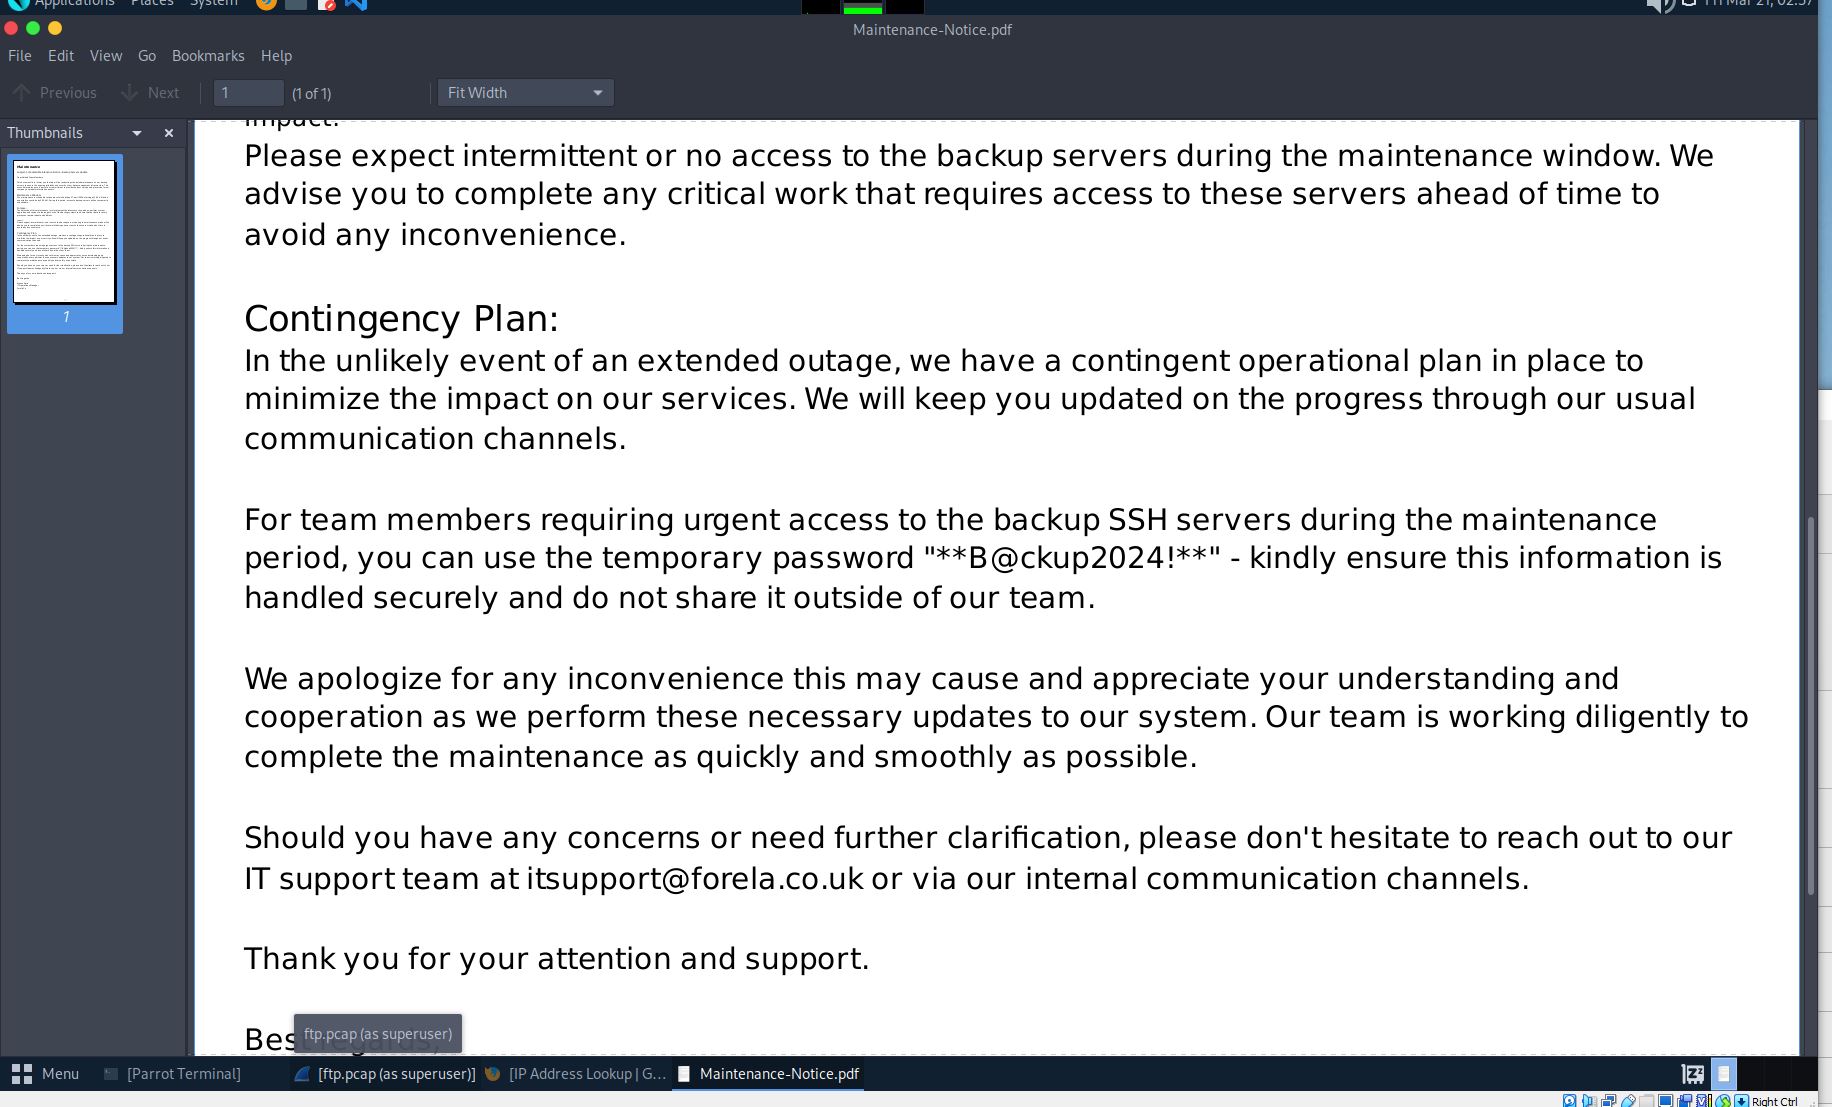 Applications Places System Fri Mar 21, 02:57
Maintenance-Notice.pdf
File Edit View Go Bookmarks Help
Previous Next 1 (1 of 1) Fit Width
Thumbnails
1
Impact:
Please expect intermittent or no access to the backup servers during the maintenance window. We
advise you to complete any critical work that requires access to these servers ahead of time to
avoid any inconvenience.
Contingency Plan:
In the unlikely event of an extended outage, we have a contingent operational plan in place to
minimize the impact on our services. We will keep you updated on the progress through our usual
communication channels.
For team members requiring urgent access to the backup SSH servers during the maintenance
period, you can use the temporary password "**B@ckup2024!**" - kindly ensure this information is
handled securely and do not share it outside of our team.
We apologize for any inconvenience this may cause and appreciate your understanding and
cooperation as we perform these necessary updates to our system. Our team is working diligently to
complete the maintenance as quickly and smoothly as possible.
Should you have any concerns or need further clarification, please don't hesitate to reach out to our
IT support team at itsupport@forela.co.uk or via our internal communication channels.
Thank you for your attention and support.
Best regards,
ftp.pcap (as superuser)
Menu [Parrot Terminal] [ftp.pcap (as superuser)] [IP Address Lookup | G... Maintenance-Notice.pdf
Right Ctrl